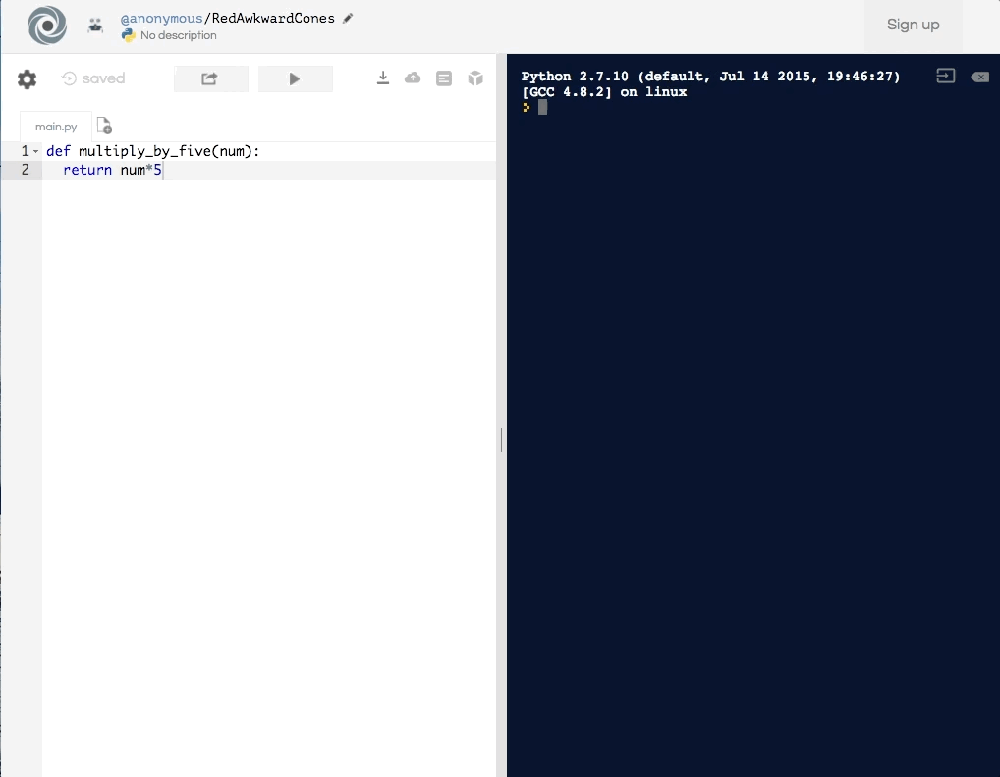 @anonymous/RedAwkwardCones
No description
Sign up
saved
main.py
1 def multiply_by_five(num):
2   return num*5
Python 2.7.10 (default, Jul 14 2015, 19:46:27)
[GCC 4.8.2] on linux